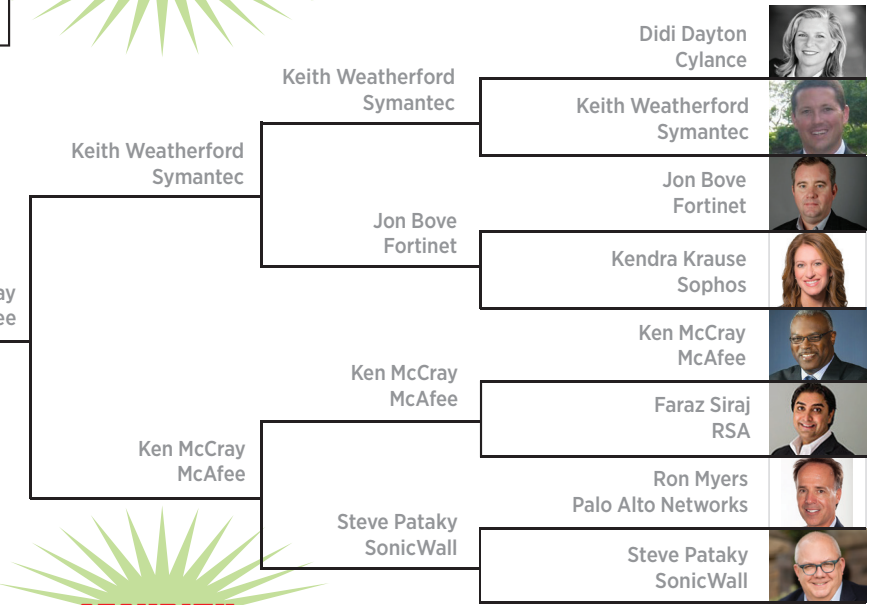 Didi Dayton
Cylance
Keith Weatherford
Symantec
Keith Weatherford
Symantec
Keith Weatherford
Symantec
Jon Bove
Fortinet
Jon Bove
Fortinet
Kendra Krause
Sophos
ay
ee
Ken McCray
McAfee
Ken McCray
McAfee
Faraz Siraj
RSA
Ken McCray
McAfee
Ron Myers
Palo Alto Networks
Steve Pataky
SonicWall
Steve Pataky
SonicWall